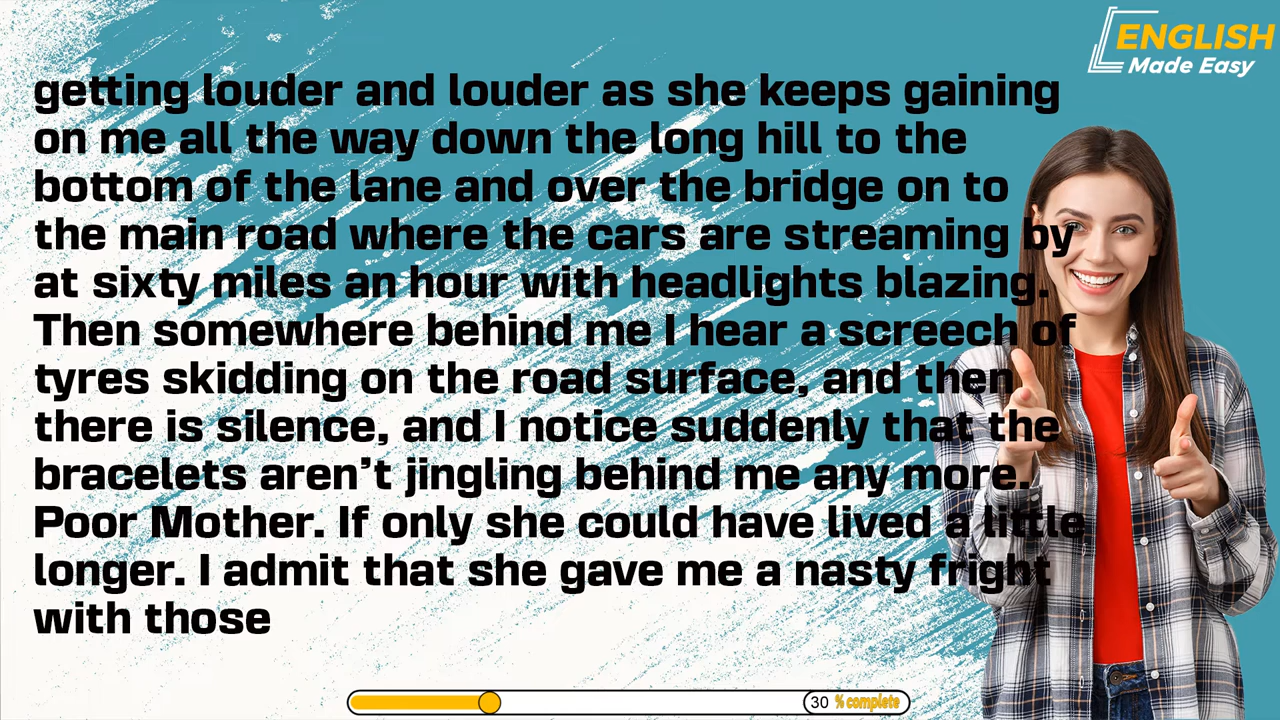 ENGLISH
Made Easy
getting louder and louder as she keeps gaining
on me all the way down the long hill to the
bottom of the lane and over the bridge on to
the main road where the cars are streaming by
at sixty miles an hour with headlights blazing.
Then somewhere behind me I hear a screech of
tyres skidding on the road surface, and then
there is silence, and I notice suddenly that the
bracelets aren’t jingling behind me any more.
Poor Mother. If only she could have lived a little
longer. I admit that she gave me a nasty fright
with those
30 % complete